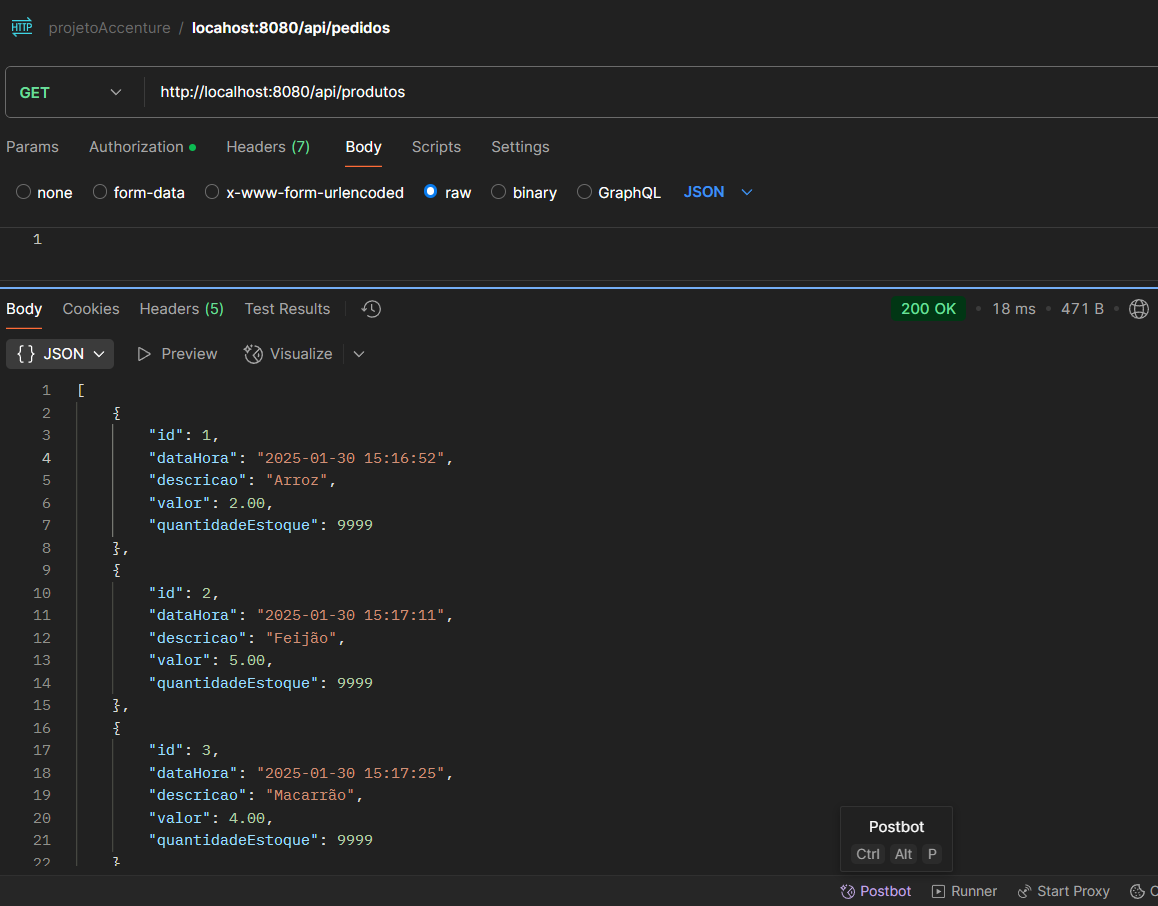 HTTP projetoAccenture / locahost:8080/api/pedidos
GET http://localhost:8080/api/produtos
Params Authorization Headers (7) Body Scripts Settings
none form-data x-www-form-urlencoded raw binary GraphQL JSON
1
Body Cookies Headers (5) Test Results 200 OK • 18 ms • 471 B •
{} JSON Preview Visualize
1 [
2 {
3 "id": 1,
4 "dataHora": "2025-01-30 15:16:52",
5 "descricao": "Arroz",
6 "valor": 2.00,
7 "quantidadeEstoque": 9999
8 },
9 {
10 "id": 2,
11 "dataHora": "2025-01-30 15:17:11",
12 "descricao": "Feijão",
13 "valor": 5.00,
14 "quantidadeEstoque": 9999
15 },
16 {
17 "id": 3,
18 "dataHora": "2025-01-30 15:17:25",
19 "descricao": "Macarrão",
20 "valor": 4.00,
21 "quantidadeEstoque": 9999
22 }
Postbot
Ctrl Alt P
Postbot Runner Start Proxy C